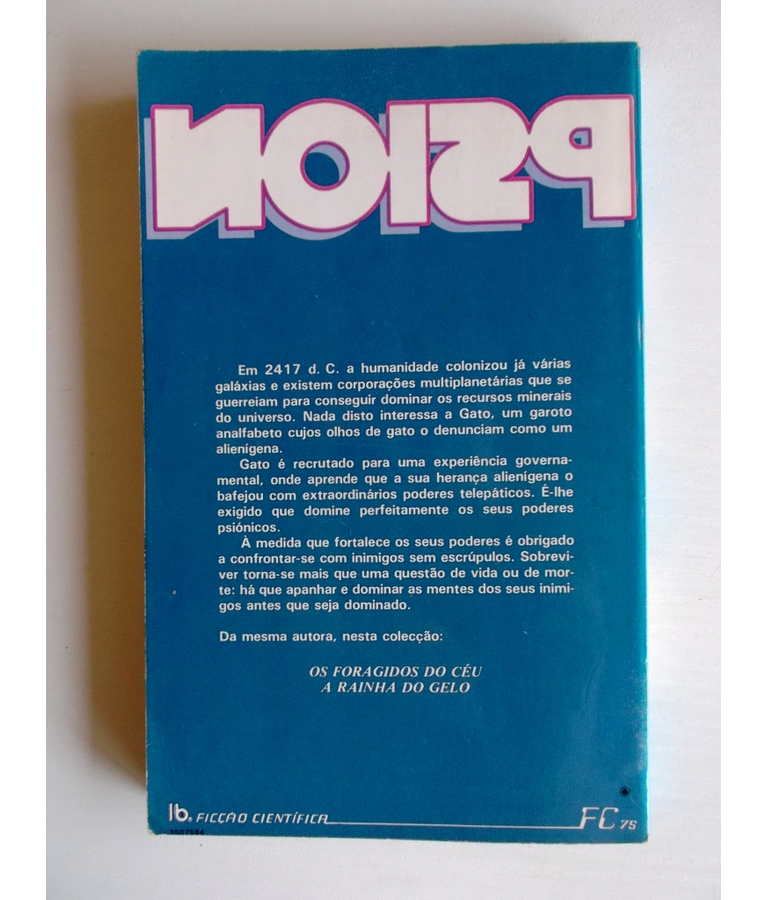 PSION
Em 2417 d. C. a humanidade colonizou já várias
galáxias e existem corporações multiplanetárias que se
guerreiam para conseguir dominar os recursos minerais
do universo. Nada disto interessa a Gato, um garoto
analfabeto cujos olhos de gato o denunciam como um
alienígena.
Gato é recrutado para uma experiência governa-
mental, onde aprende que a sua herança alienígena o
bafejou com extraordinários poderes telepáticos. É-lhe
exigido que domine perfeitamente os seus poderes
psiónicos.
À medida que fortalece os seus poderes é obrigado
a confrontar-se com inimigos sem escrúpulos. Sobrevi-
ver torna-se mais que uma questão de vida ou de mor-
te: há que apanhar e dominar as mentes dos seus inimi-
gos antes que seja dominado.
Da mesma autora, nesta colecção:
OS FORAGIDOS DO CÉU
A RAINHA DO GELO
lb. FICÇÃO CIENTÍFICA FC 75